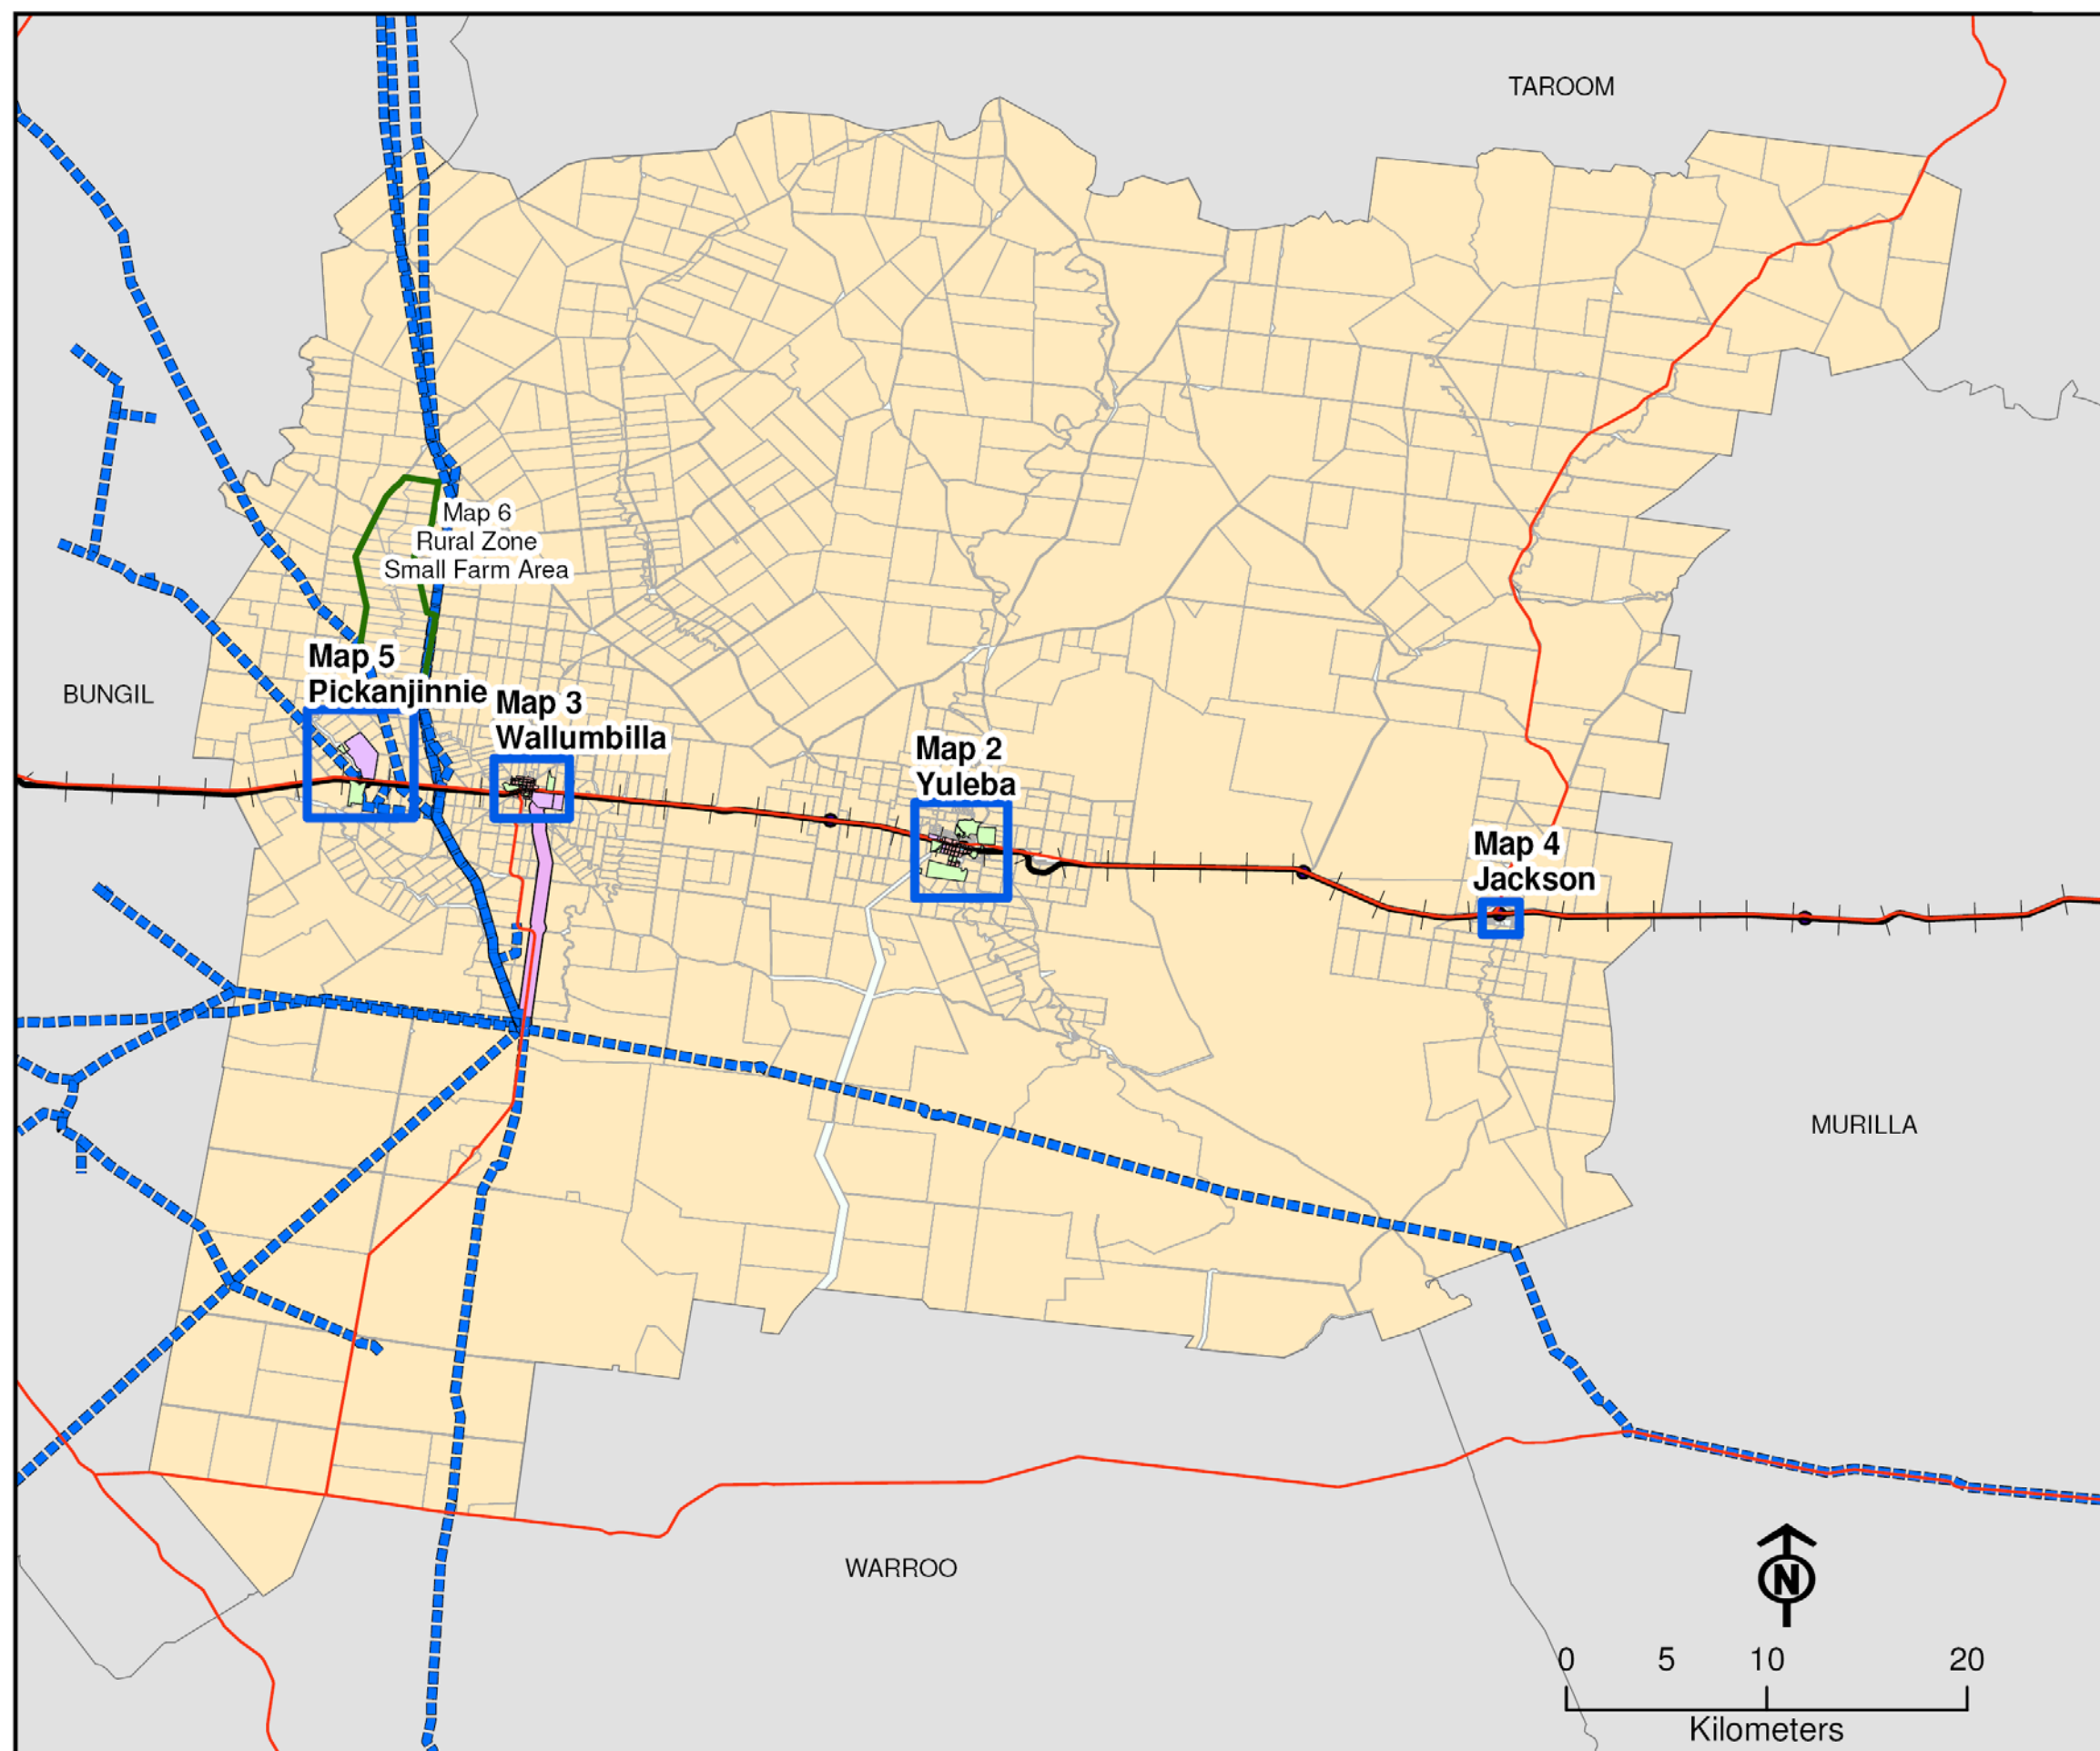 TAROOM
Map 6
Rural Zone
Small Farm Area
Map 5
Pickanjinnie
BUNGIL
Map 3
Wallumbilla
Map 2
Yuleba
Map 4
Jackson
MURILLA
WARROO
N
0 5 10 20
Kilometers